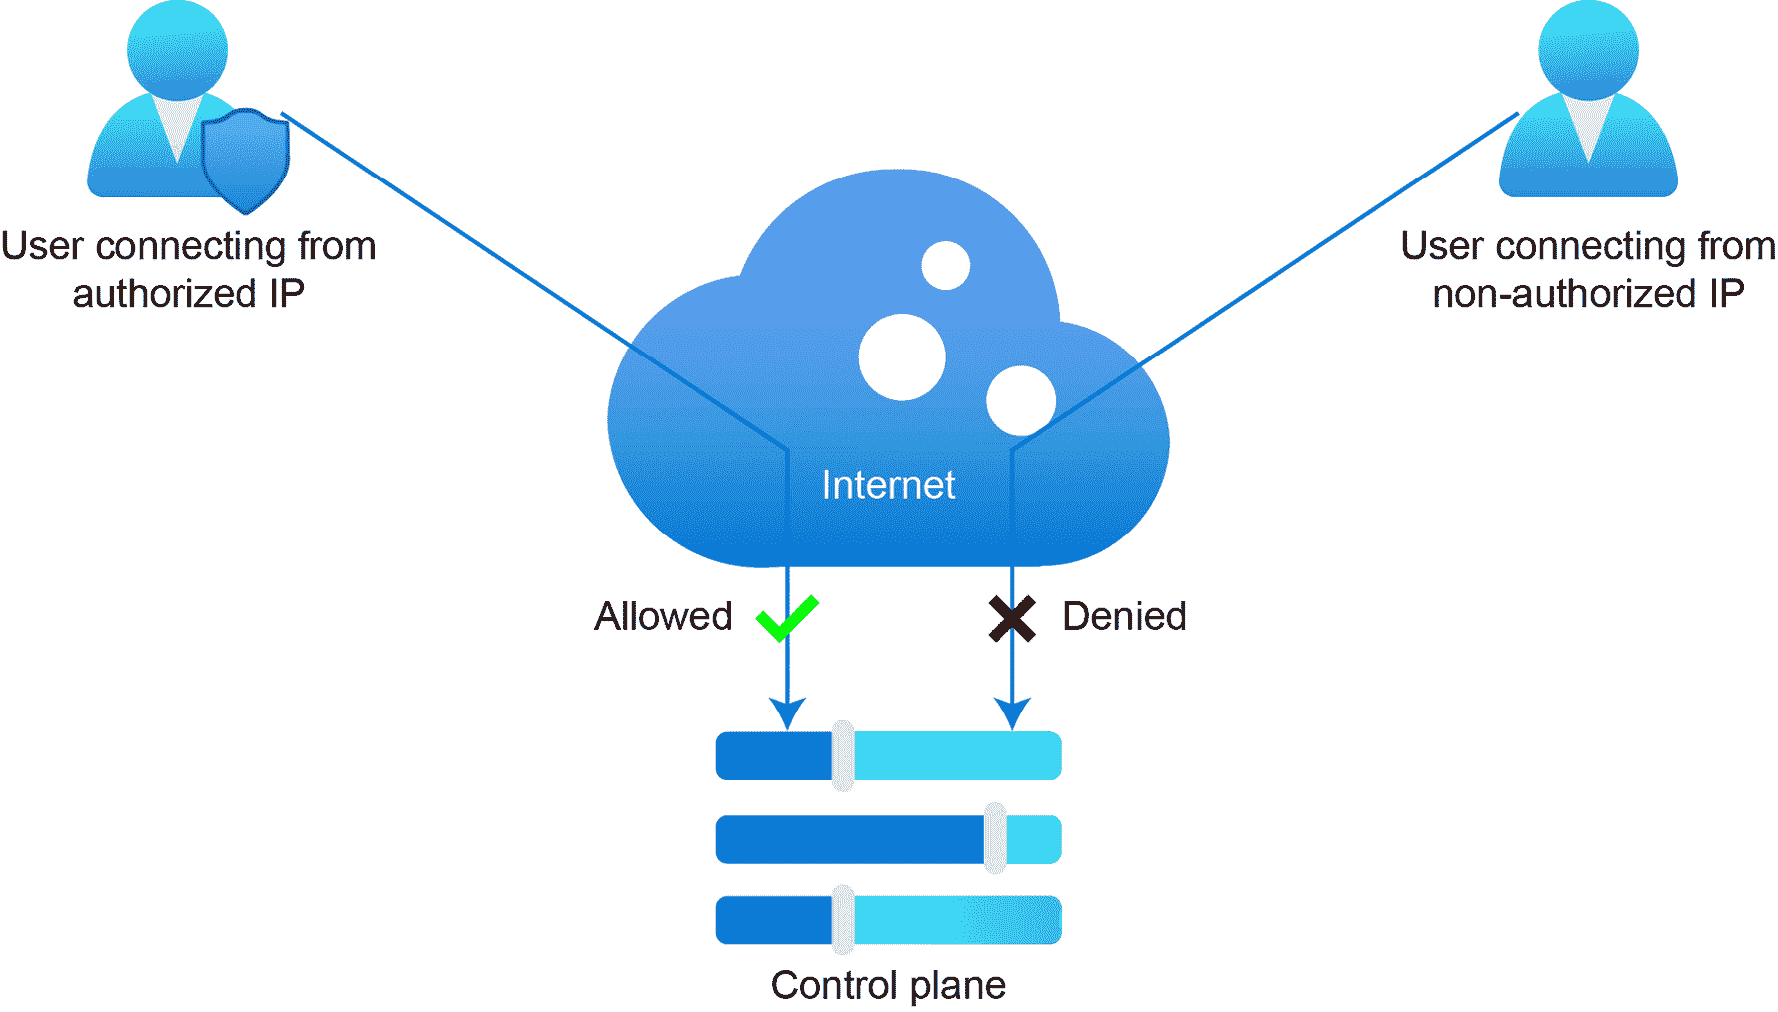 User connecting from
authorized IP
User connecting from
non-authorized IP
Internet
Allowed
Denied
Control plane